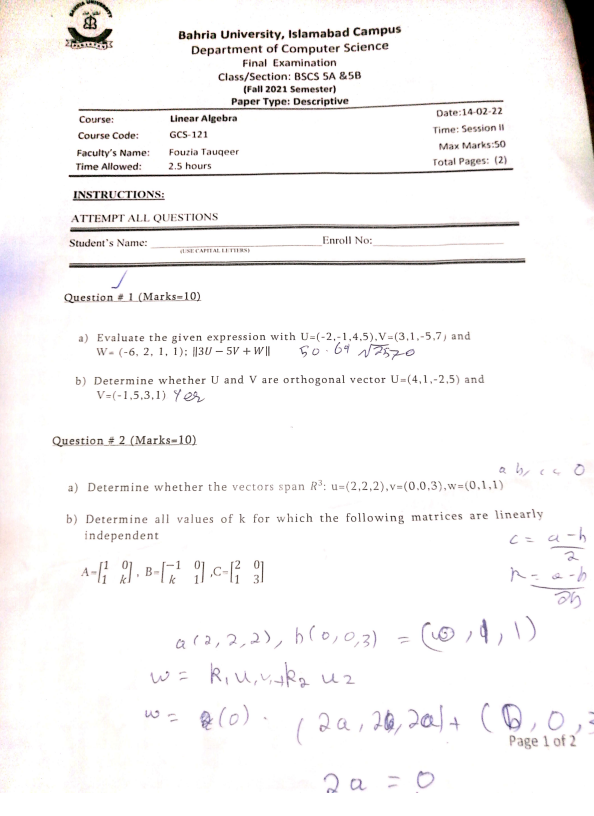 Bahria University, Islamabad Campus
Department of Computer Science
Final Examination
Class/Section: BSCS 5A &5B
(Fall 2021 Semester)
Paper Type: Descriptive
Course: Linear Algebra Date:14-02-22
Course Code: GCS-121 Time: Session II
Faculty's Name: Fouzia Tauqeer Max Marks:50
Time Allowed: 2.5 hours Total Pages: (2)
INSTRUCTIONS:
ATTEMPT ALL QUESTIONS
Student's Name: Enroll No:
(USE CAPITAL LETTERS)
Question # 1 (Marks=10)
a) Evaluate the given expression with U=(-2,-1,4,5),V=(3,1,-5,7) and
W= (-6, 2, 1, 1); ||3U – 5V + W|| 50.69 √2570
b) Determine whether U and V are orthogonal vector U=(4,1,-2,5) and
V=(-1,5,3,1) Yes
Question # 2 (Marks=10)
a) Determine whether the vectors span R³: u=(2,2,2),v=(0,0,3),w=(0,1,1)
b) Determine all values of k for which the following matrices are linearly
independent
A=[1 0 1 k], B=[-1 0 k 1],C=[2 0 1 3]
c = a-b
2
a(2,2,2), b(0,0,3) = (0,1,1)
w = k₁u₁+k₂u₂
w =
Page 1 of 2
2a = 0